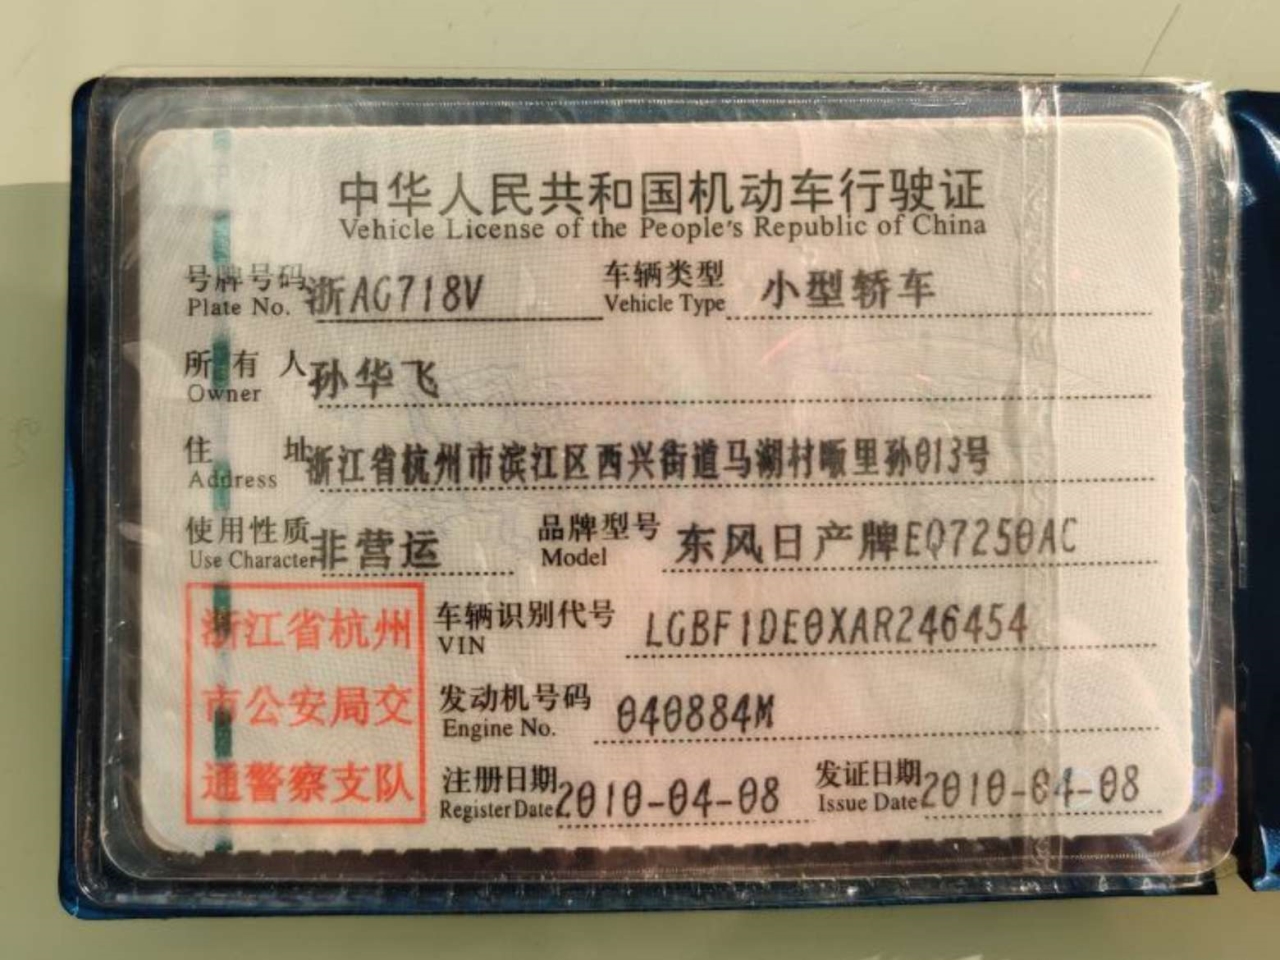 中华人民共和国机动车行驶证
Vehicle License of the People's Republic of China
号牌号码 浙AG718V 车辆类型 小型轿车
Plate No. Vehicle Type
所有人 孙华飞
Owner
住址 浙江省杭州市滨江区西兴街道马湖村畈里孙013号
Address
使用性质 非营运 品牌型号 东风日产牌EQ7250AC
Use Character Model
浙江省杭州
市公安局交
通警察支队
车辆识别代号 LGBF1DE0XAR246454
VIN
发动机号码 040884M
Engine No.
注册日期 2010-04-08 发证日期 2010-04-08
Register Date Issue Date